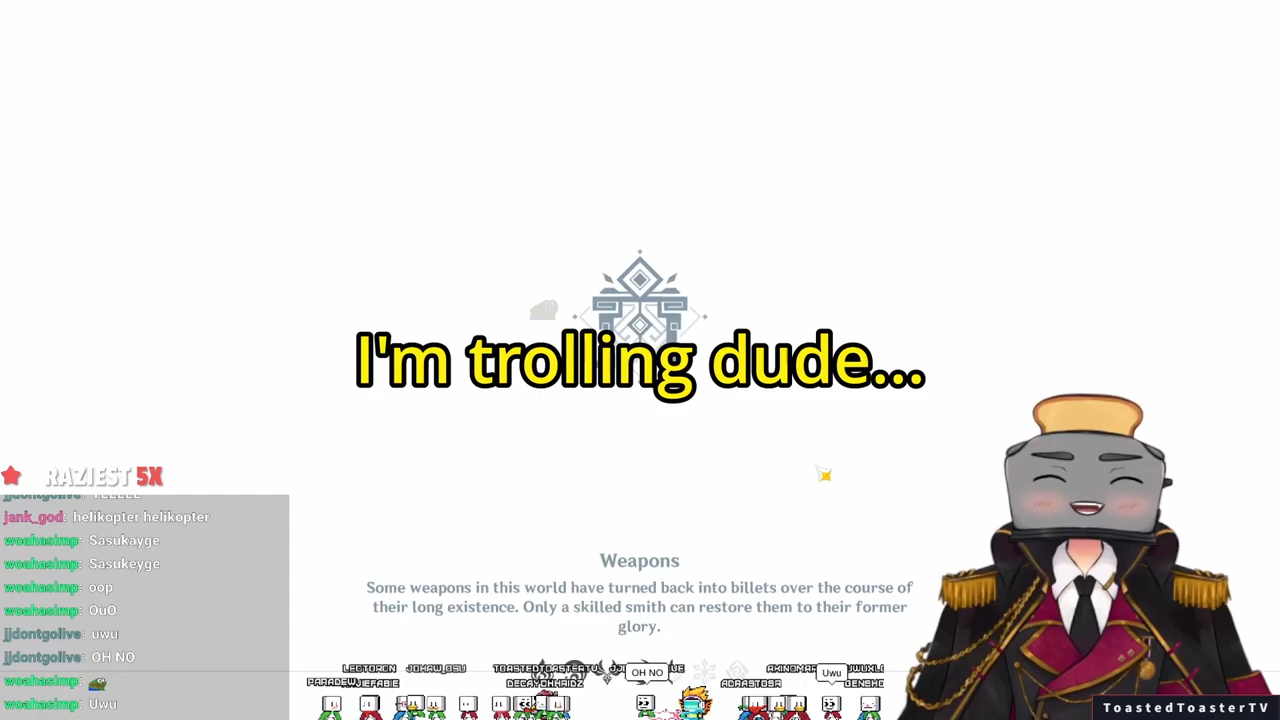 I'm trolling dude...
RAZIEST 5X
jank_god: helikopter helikopter
woahasimp: Sasukayge
woahasimp: Sasukeyge
woahasimp: oop
woahasimp: OuO
jjdontgolive: uwu
jjdontgolive: OH NO
woahasimp:
woahasimp: Uwu
Weapons
Some weapons in this world have turned back into billets over the course of
their long existence. Only a skilled smith can restore them to their former
glory.
OH NO
Uwu
ToastedToasterTV